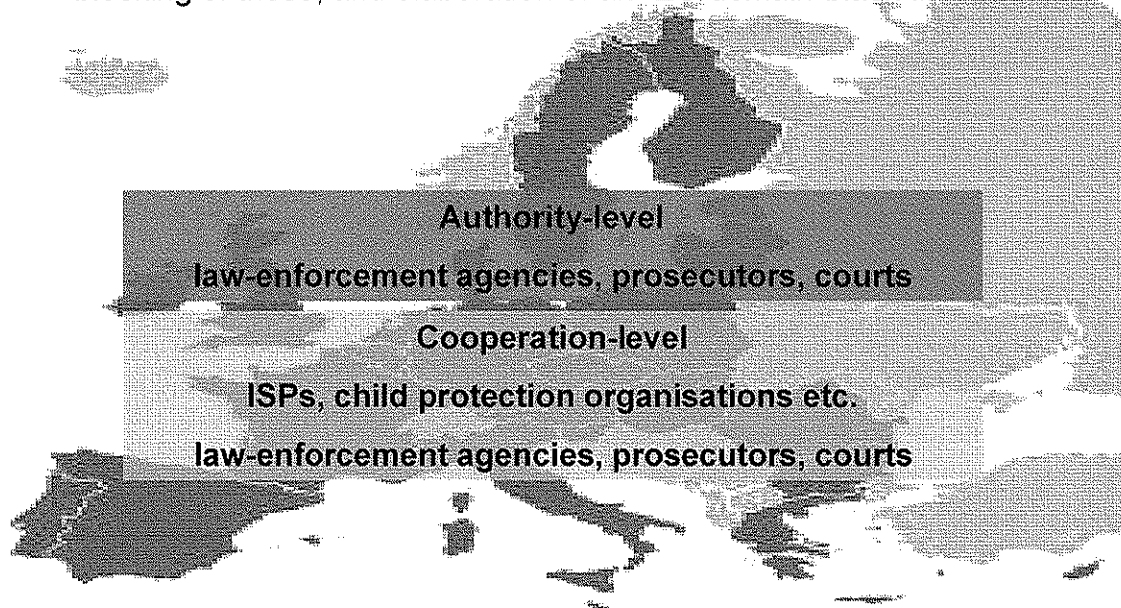 Authority-level
law-enforcement agencies, prosecutors, courts
Cooperation-level
ISPs, child protection organisations etc.
law-enforcement agencies, prosecutors, courts